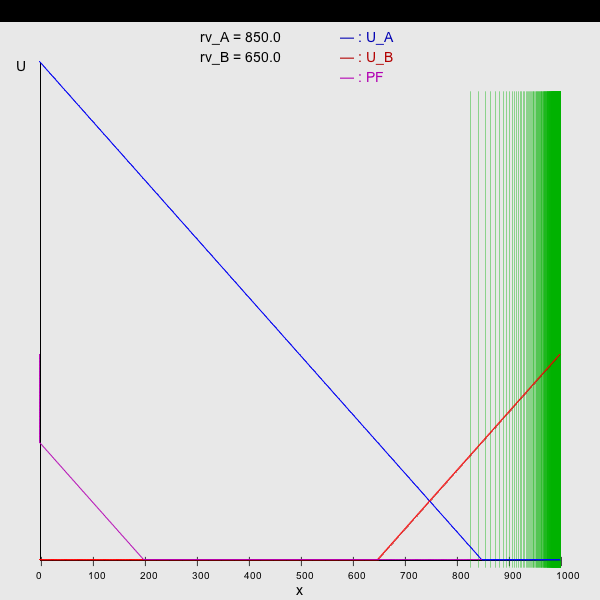 rv_A = 850.0 — : U_A
rv_B = 650.0 — : U_B
— : PF
U
0 100 200 300 400 500 600 700 800 900 1000
x